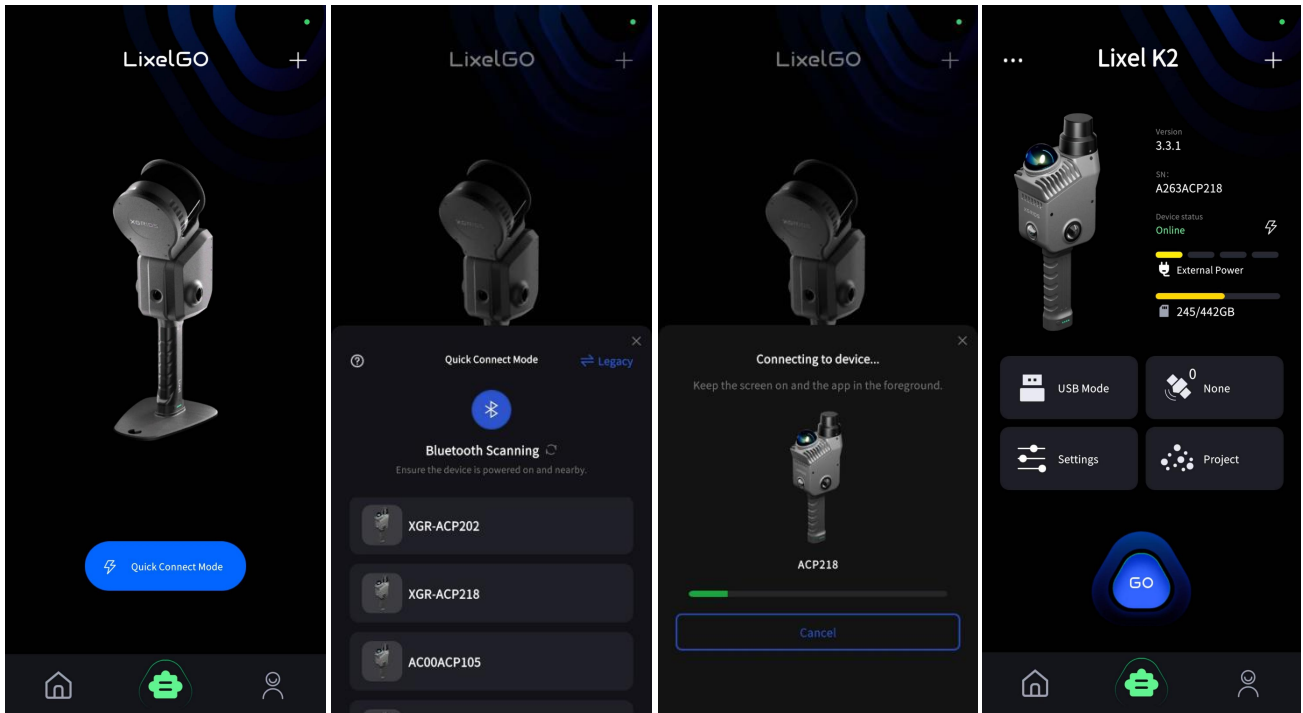 LixelGO
Quick Connect Mode
LixelGO
Quick Connect Mode
Legacy
Bluetooth Scanning
Ensure the device is powered on and nearby.
XGR-ACP202
XGR-ACP218
AC00ACP105
LixelGO
Connecting to device...
Keep the screen on and the app in the foreground.
ACP218
Cancel
Lixel K2
Version
3.3.1
SN:
A263ACP218
Device status
Online
External Power
245/442GB
USB Mode
0
None
Settings
Project
GO